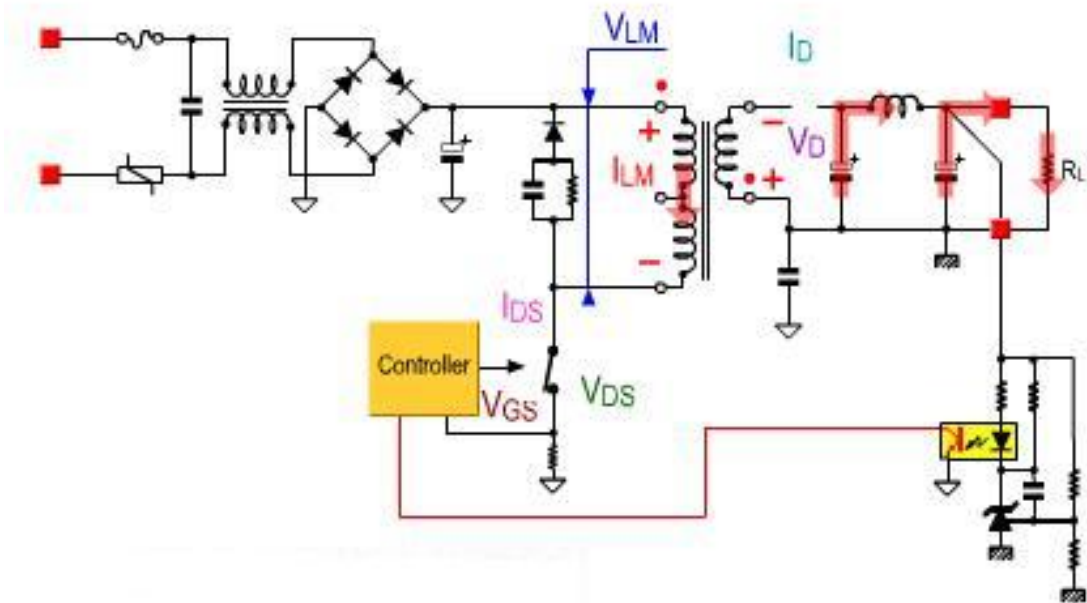 VLM
ID
+
-
VD
+
+
ILM
+
RL
-
IDS
Controller
VGS
VDS